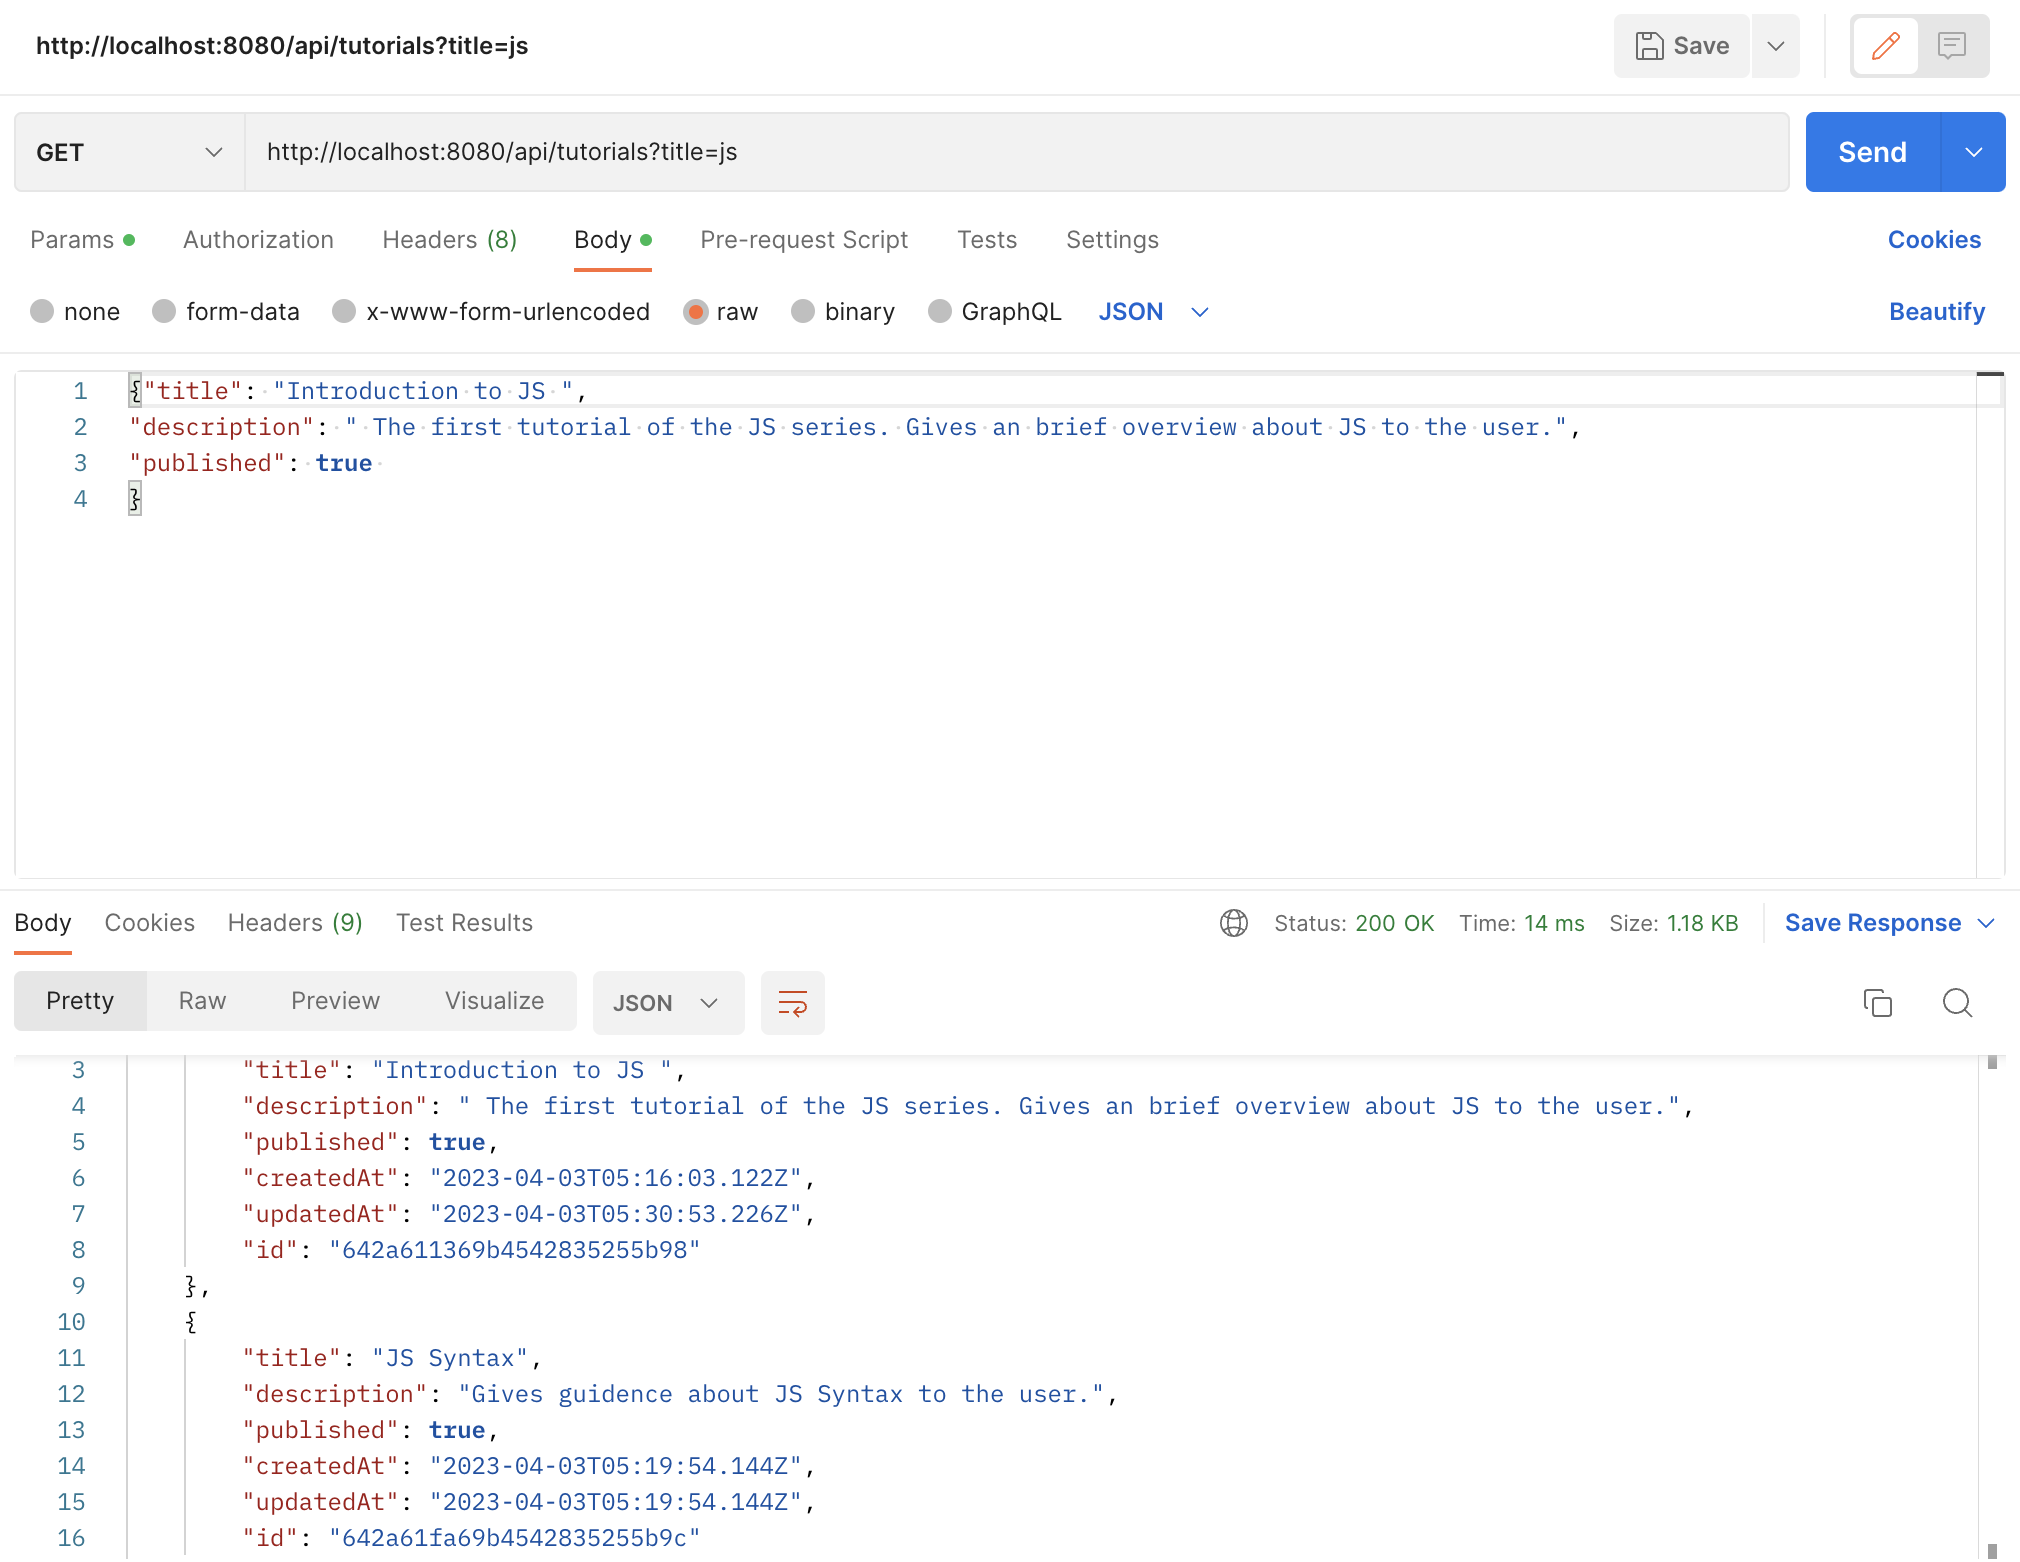 http://localhost:8080/api/tutorials?title=js Save
GET http://localhost:8080/api/tutorials?title=js Send
Params Authorization Headers (8) Body Pre-request Script Tests Settings Cookies
none form-data x-www-form-urlencoded raw binary GraphQL JSON Beautify
1 {"title": "Introduction to JS ",
2 "description": " The first tutorial of the JS series. Gives an brief overview about JS to the user.",
3 "published": true
4 }
Body Cookies Headers (9) Test Results Status: 200 OK Time: 14 ms Size: 1.18 KB Save Response
Pretty Raw Preview Visualize JSON
3 "title": "Introduction to JS ",
4 "description": " The first tutorial of the JS series. Gives an brief overview about JS to the user.",
5 "published": true,
6 "createdAt": "2023-04-03T05:16:03.122Z",
7 "updatedAt": "2023-04-03T05:30:53.226Z",
8 "id": "642a611369b4542835255b98"
9 },
10 {
11 "title": "JS Syntax",
12 "description": "Gives guidence about JS Syntax to the user.",
13 "published": true,
14 "createdAt": "2023-04-03T05:19:54.144Z",
15 "updatedAt": "2023-04-03T05:19:54.144Z",
16 "id": "642a61fa69b4542835255b9c"